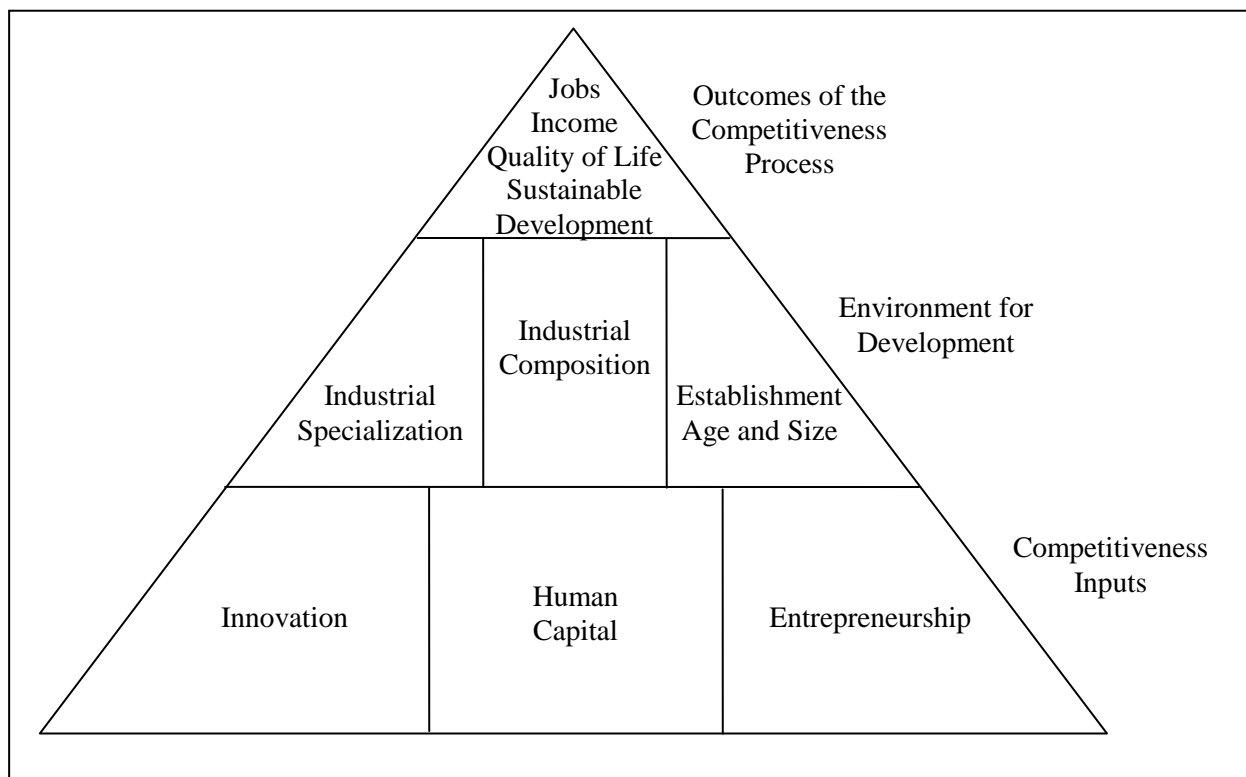 Jobs
Income
Quality of Life
Sustainable
Development
Outcomes of the
Competitiveness
Process
Industrial
Specialization
Industrial
Composition
Establishment
Age and Size
Environment for
Development
Innovation
Human
Capital
Entrepreneurship
Competitiveness
Inputs